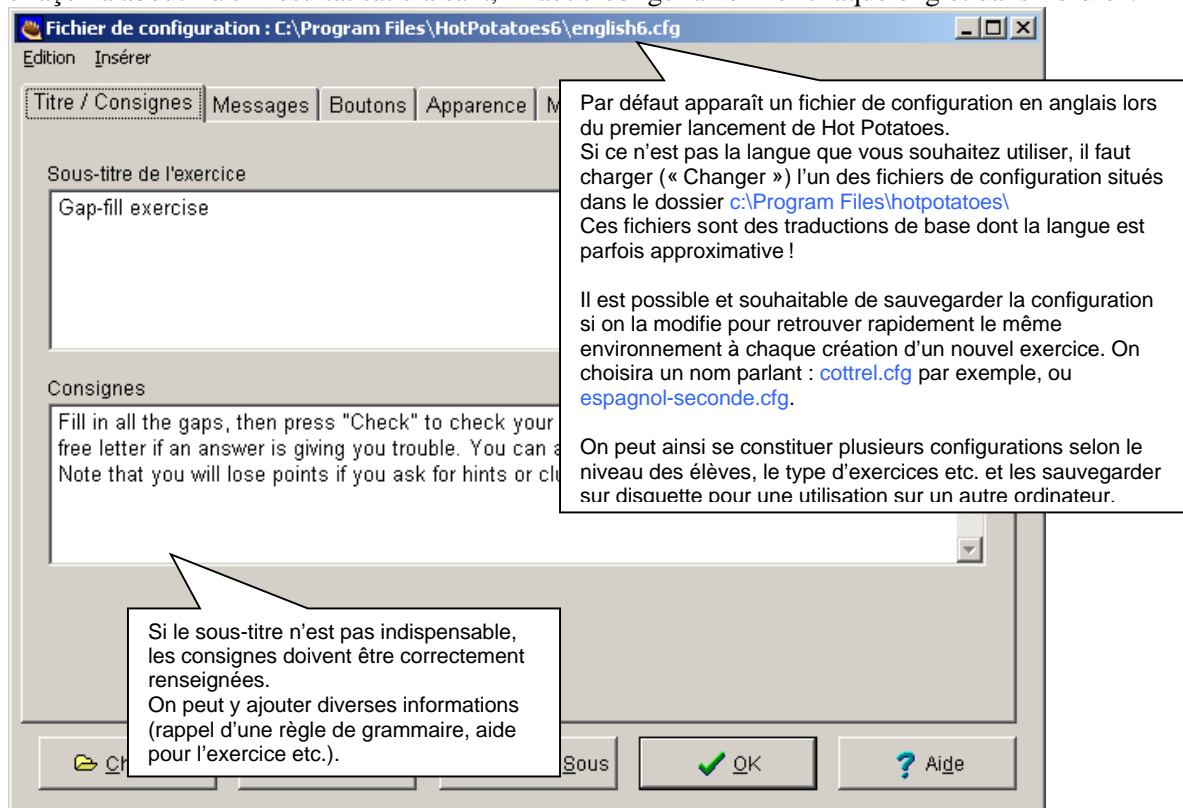 Fichier de configuration : C:\Program Files\HotPotatoes6\english6.cfg
Edition Insérer
Titre / Consignes Messages Boutons Apparence
Par défaut apparaît un fichier de configuration en anglais lors
du premier lancement de Hot Potatoes.
Si ce n’est pas la langue que vous souhaitez utiliser, il faut
charger (« Changer ») l’un des fichiers de configuration situés
dans le dossier c:\Program Files\hotpotatoes\
Ces fichiers sont des traductions de base dont la langue est
parfois approximative !
Il est possible et souhaitable de sauvegarder la configuration
si on la modifie pour retrouver rapidement le même
environnement à chaque création d’un nouvel exercice. On
choisira un nom parlant : cottrel.cfg par exemple, ou
espagnol-seconde.cfg.
On peut ainsi se constituer plusieurs configurations selon le
niveau des élèves, le type d’exercices etc. et les sauvegarder
sur disquette pour une utilisation sur un autre ordinateur.
Sous-titre de l'exercice
Gap-fill exercise
Consignes
Fill in all the gaps, then press "Check" to check your
free letter if an answer is giving you trouble. You can
Note that you will lose points if you ask for hints or
Si le sous-titre n’est pas indispensable,
les consignes doivent être correctement
renseignées.
On peut y ajouter diverses informations
(rappel d’une règle de grammaire, aide
pour l’exercice etc.).
Sous
OK
Aide